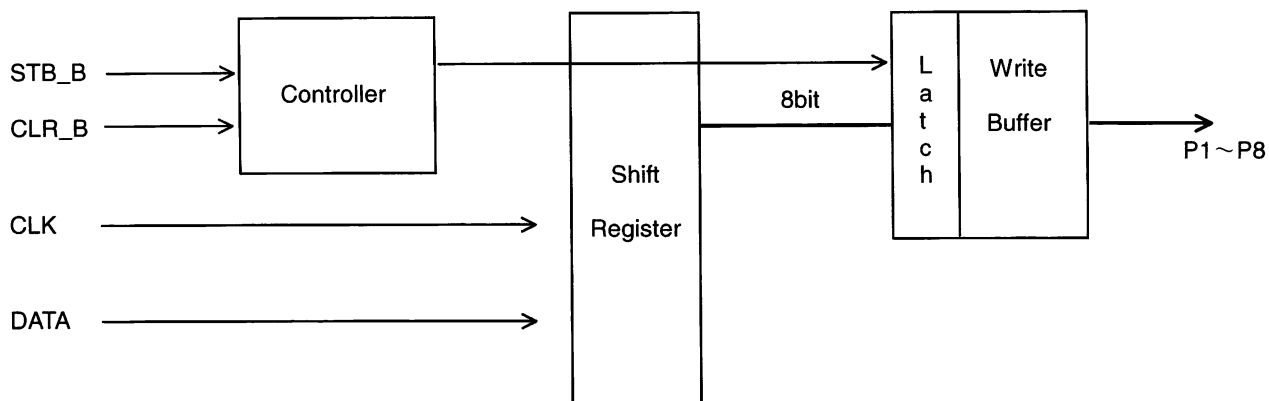 STB_B
CLR_B
Controller
CLK
DATA
Shift
Register
8bit
L
a
t
c
h
Write
Buffer
P1～P8